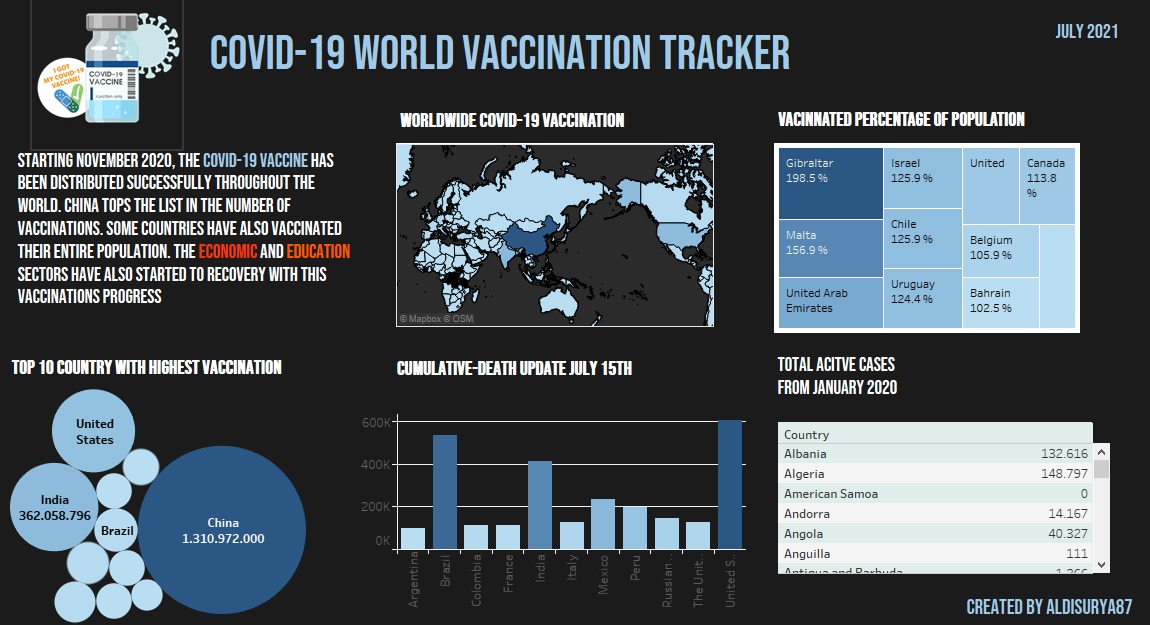 I GOT
MY COVID-19
VACCINE!
COVID-19
VACCINE
Injection only
COVID-19 WORLD VACCINATION TRACKER
JULY 2021
STARTING NOVEMBER 2020, THE COVID-19 VACCINE HAS
BEEN DISTRIBUTED SUCCESSFULLY THROUGHOUT THE
WORLD. CHINA TOPS THE LIST IN THE NUMBER OF
VACCINATIONS. SOME COUNTRIES HAVE ALSO VACCINATED
THEIR ENTIRE POPULATION. THE ECONOMIC AND EDUCATION
SECTORS HAVE ALSO STARTED TO RECOVERY WITH THIS
VACCINATIONS PROGRESS
WORLDWIDE COVID-19 VACCINATION
© Mapbox © OSM
VACINNATED PERCENTAGE OF POPULATION
Gibraltar
198.5 %
Malta
156.9 %
United Arab
Emirates
Israel
125.9 %
Chile
125.9 %
Uruguay
124.4 %
United
Canada
113.8
%
Belgium
105.9 %
Bahrain
102.5 %
TOP 10 COUNTRY WITH HIGHEST VACCINATION
United
States
India
362.058.796
Brazil
China
1.310.972.000
CUMULATIVE-DEATH UPDATE JULY 15TH
600K
400K
200K
0K
Argentina
Brazil
Colombia
France
India
Italy
Mexico
Peru
Russian ..
The Unit..
United S..
TOTAL ACITVE CASES
FROM JANUARY 2020
Country
Albania 132.616
Algeria 148.797
American Samoa 0
Andorra 14.167
Angola 40.327
Anguilla 111
Antigua and Barbuda 1.266
CREATED BY ALDISURYA87